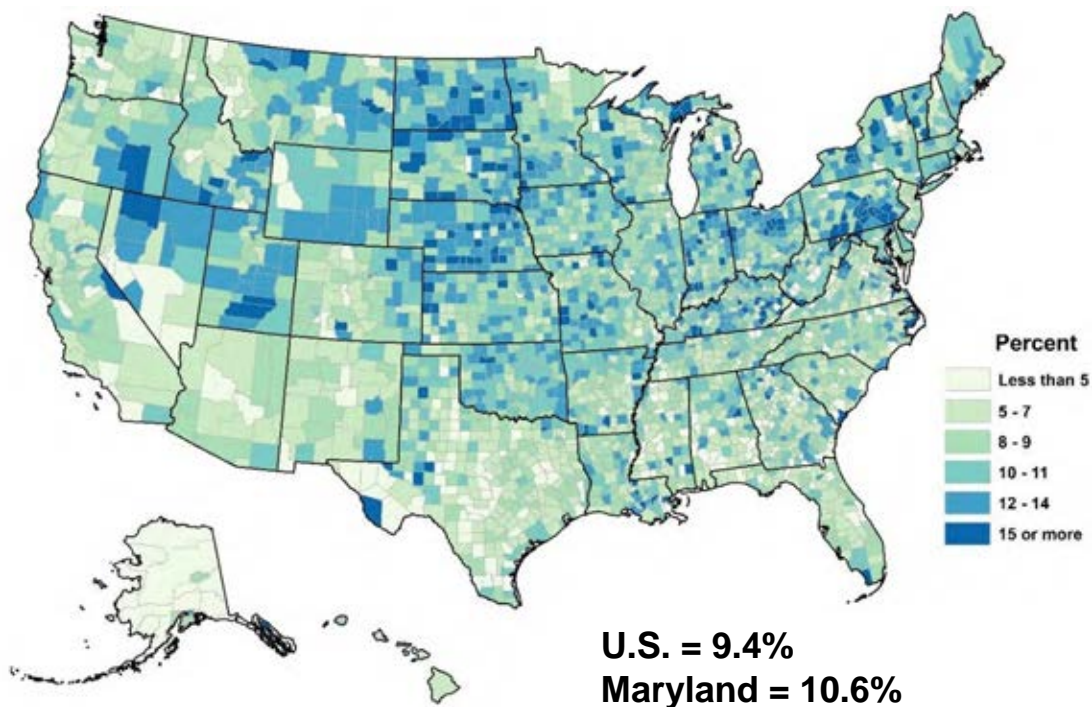 Percent
Less than 5
5 - 7
8 - 9
10 - 11
12 - 14
15 or more
U.S. = 9.4%
Maryland = 10.6%